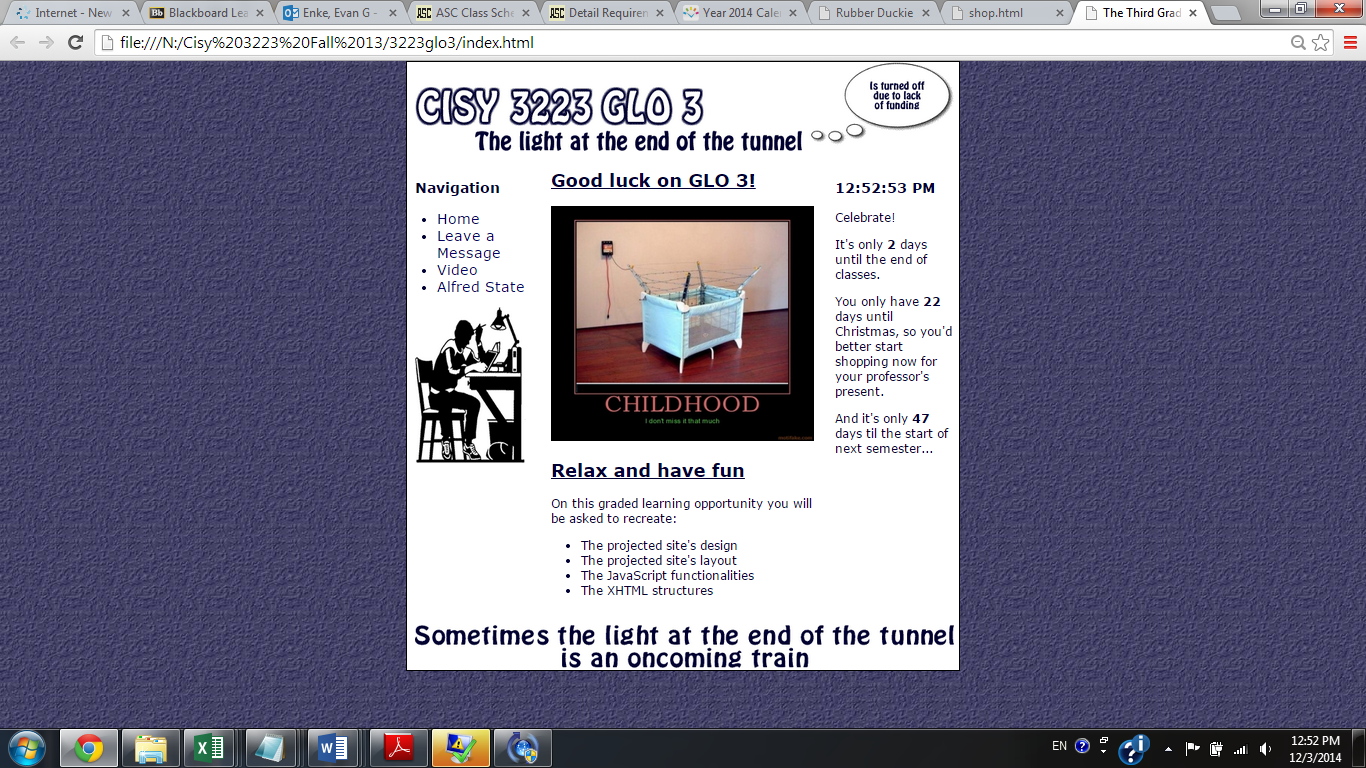 Internet - New
Blackboard Lea
Enke, Evan G -
ASC Class Sche
Detail Requiren
Year 2014 Caler
Rubber Duckie
shop.html
The Third Grad
file:///N:/Cisy%203223%20Fall%2013/3223glo3/index.html
CISY 3223 GLO 3
The light at the end of the tunnel
Is turned off
due to lack
of funding
Navigation
Home
Leave a
Message
Video
Alfred State
Good luck on GLO 3!
CHILDHOOD
I don't miss it that much
Relax and have fun
On this graded learning opportunity you will
be asked to recreate:
The projected site's design
The projected site's layout
The JavaScript functionalities
The XHTML structures
12:52:53 PM
Celebrate!
It's only 2 days
until the end of
classes.
You only have 22
days until
Christmas, so you'd
better start
shopping now for
your professor's
present.
And it's only 47
days til the start of
next semester...
Sometimes the light at the end of the tunnel
is an oncoming train
EN
12:52 PM
12/3/2014